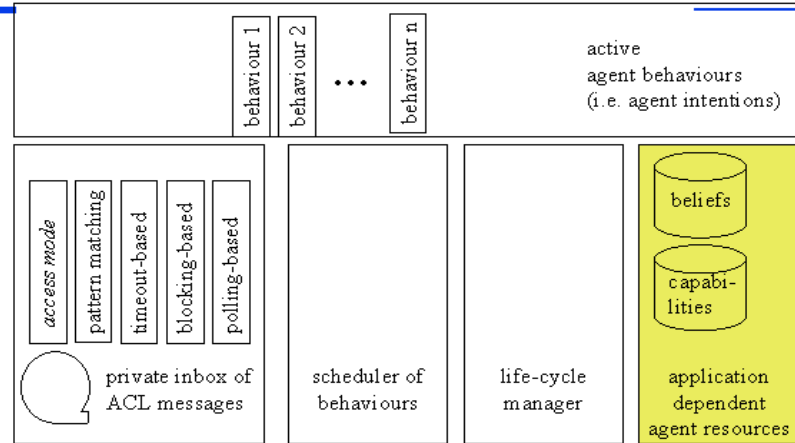 behaviour 1
behaviour 2
...
behaviour n
active
agent behaviours
(i.e. agent intentions)
access mode
pattern matching
timeout-based
blocking-based
polling-based
private inbox of
ACL messages
scheduler of
behaviours
life-cycle
manager
beliefs
capabi-
lities
application
dependent
agent resources